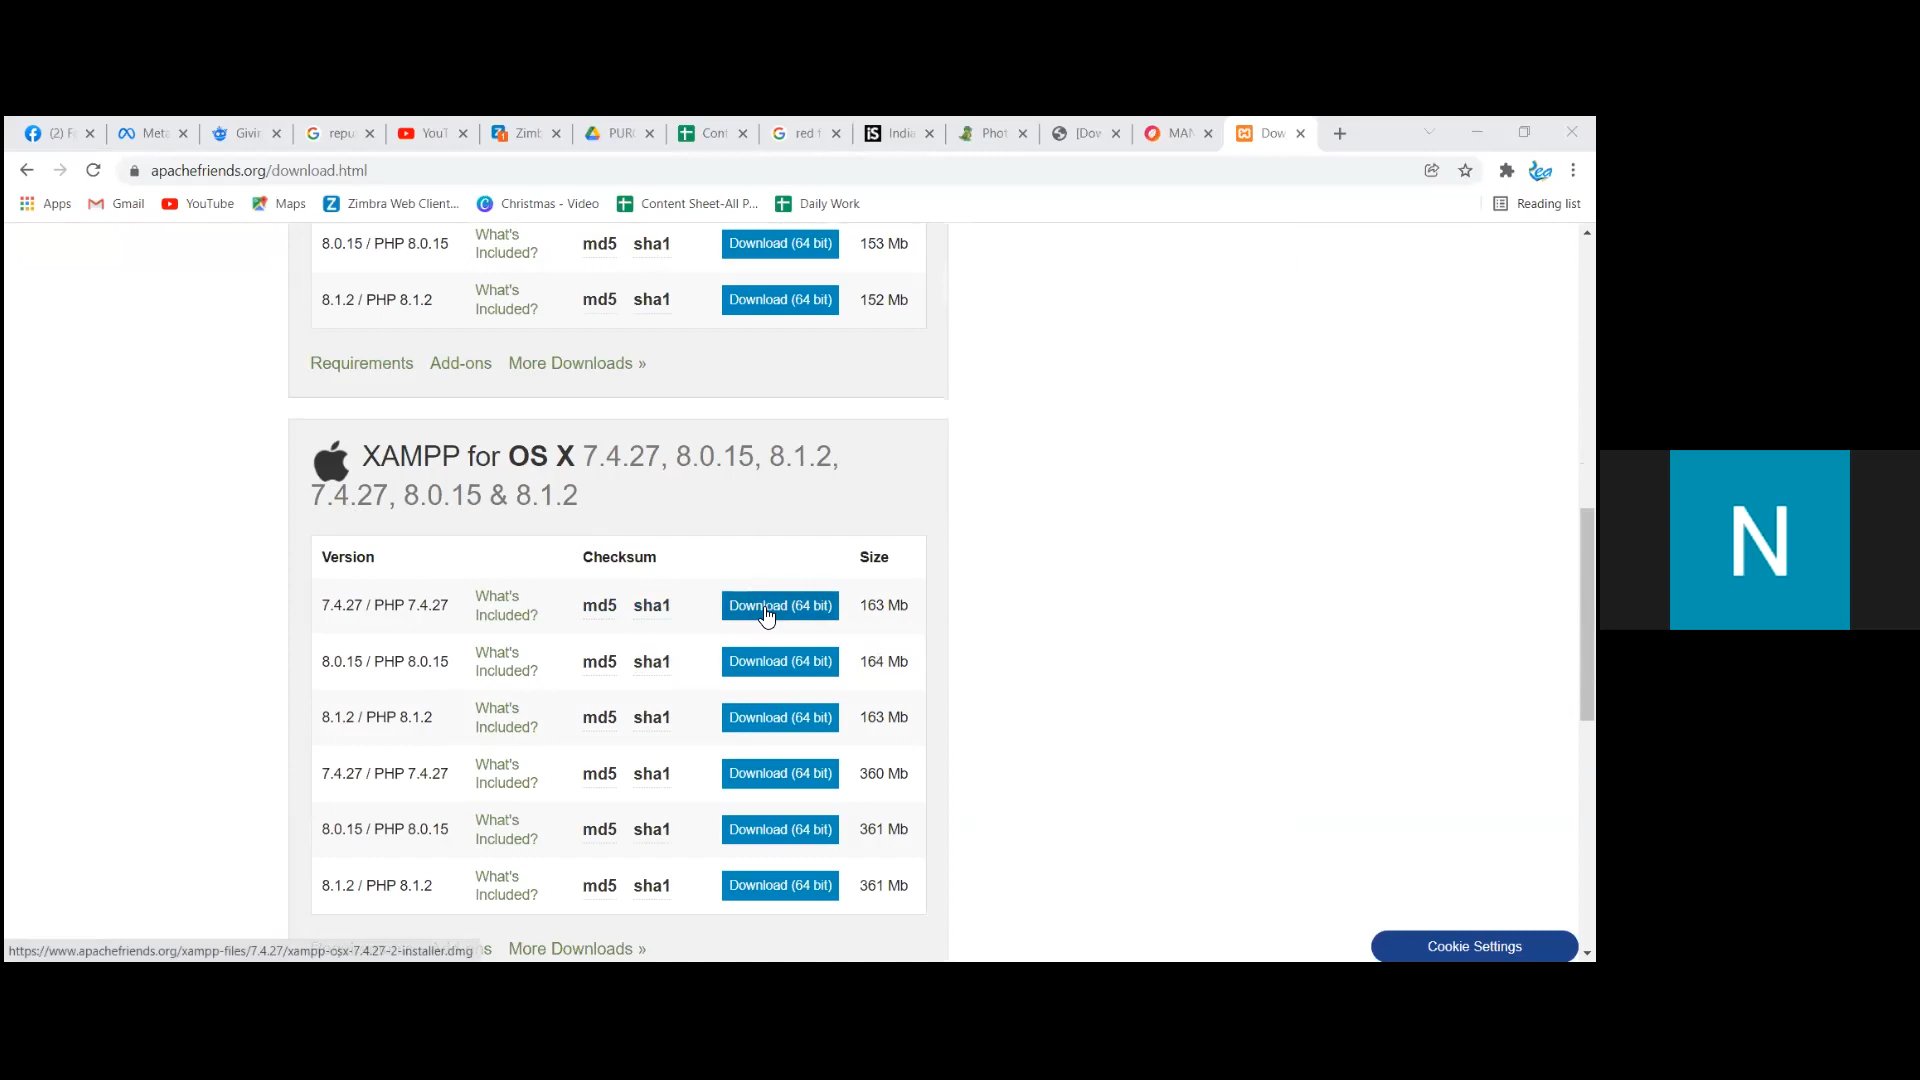 (2) F
Meta
Givin
repu
YouT
Zimb
PUR
Cont
red t
India
Phot
[Dov
MAN
Dow
apachefriends.org/download.html
Apps
Gmail
YouTube
Maps
Zimbra Web Client...
Christmas - Video
Content Sheet-All P...
Daily Work
Reading list
8.0.15 / PHP 8.0.15 What's Included? md5 sha1 Download (64 bit) 153 Mb
8.1.2 / PHP 8.1.2 What's Included? md5 sha1 Download (64 bit) 152 Mb
Requirements Add-ons More Downloads »
XAMPP for OS X 7.4.27, 8.0.15, 8.1.2,
7.4.27, 8.0.15 & 8.1.2
Version Checksum Size
7.4.27 / PHP 7.4.27 What's Included? md5 sha1 Download (64 bit) 163 Mb
8.0.15 / PHP 8.0.15 What's Included? md5 sha1 Download (64 bit) 164 Mb
8.1.2 / PHP 8.1.2 What's Included? md5 sha1 Download (64 bit) 163 Mb
7.4.27 / PHP 7.4.27 What's Included? md5 sha1 Download (64 bit) 360 Mb
8.0.15 / PHP 8.0.15 What's Included? md5 sha1 Download (64 bit) 361 Mb
8.1.2 / PHP 8.1.2 What's Included? md5 sha1 Download (64 bit) 361 Mb
More Downloads »
https://www.apachefriends.org/xampp-files/7.4.27/xampp-osx-7.4.27-2-installer.dmg
Cookie Settings
N